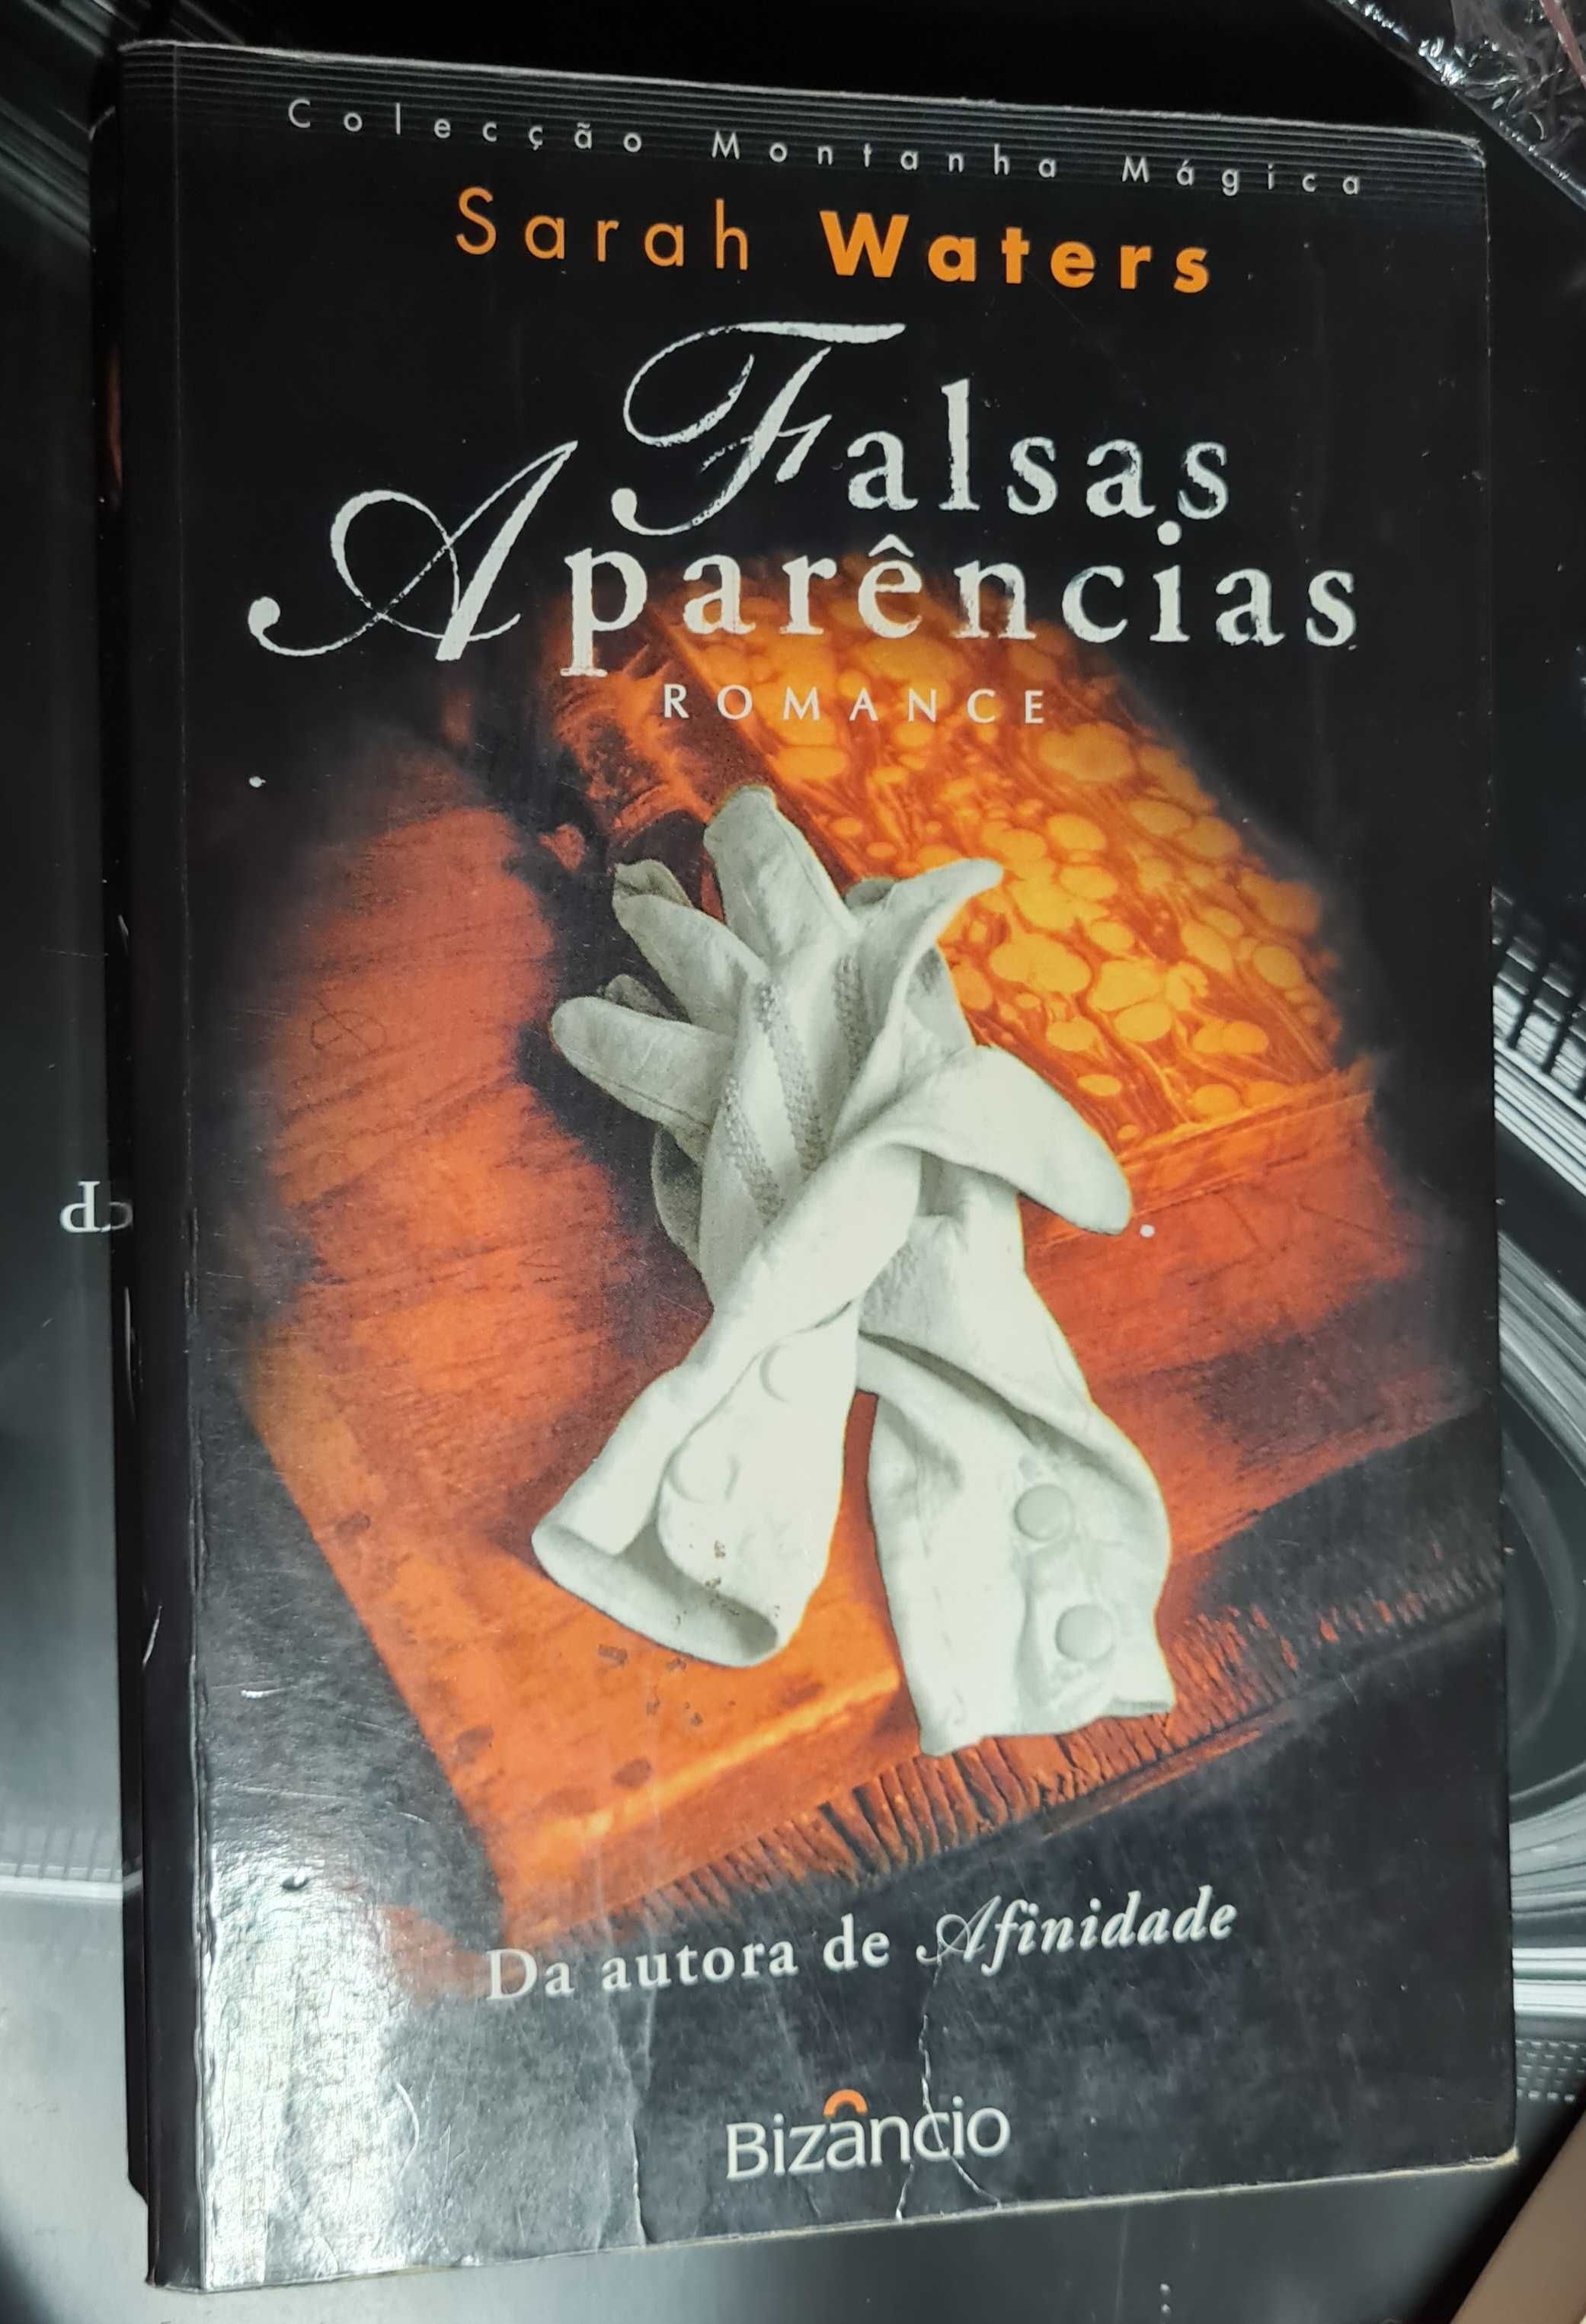 Colecção Montanha Mágica
Sarah Waters
Falsas
Aparências
ROMANCE
Da autora de Afinidade
Bizâncio